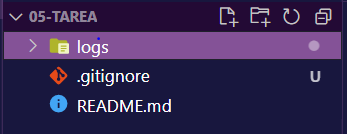 05-TAREA
logs
.gitignore
U
README.md